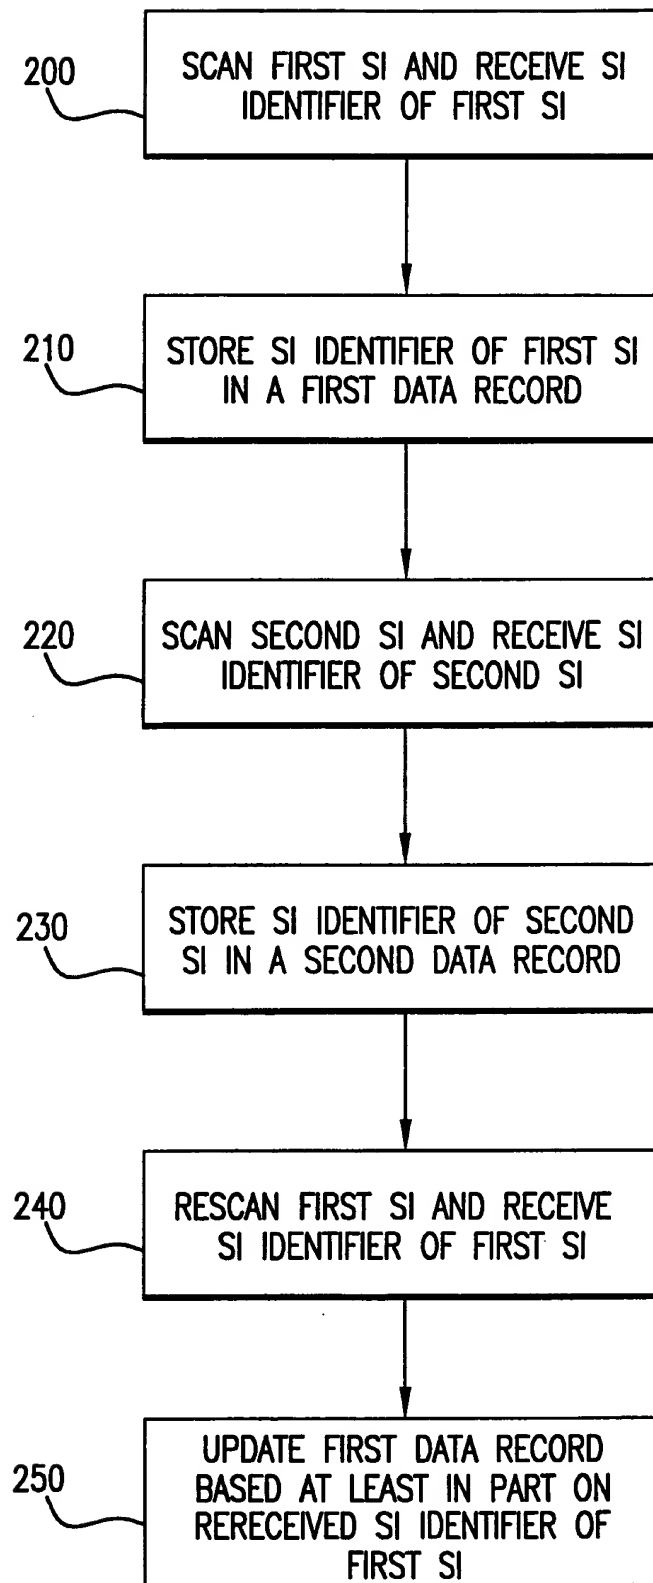 200
SCAN FIRST SI AND RECEIVE SI
IDENTIFIER OF FIRST SI
210
STORE SI IDENTIFIER OF FIRST SI
IN A FIRST DATA RECORD
220
SCAN SECOND SI AND RECEIVE SI
IDENTIFIER OF SECOND SI
230
STORE SI IDENTIFIER OF SECOND
SI IN A SECOND DATA RECORD
240
RESCAN FIRST SI AND RECEIVE
SI IDENTIFIER OF FIRST SI
250
UPDATE FIRST DATA RECORD
BASED AT LEAST IN PART ON
RERECEIVED SI IDENTIFIER OF
FIRST SI